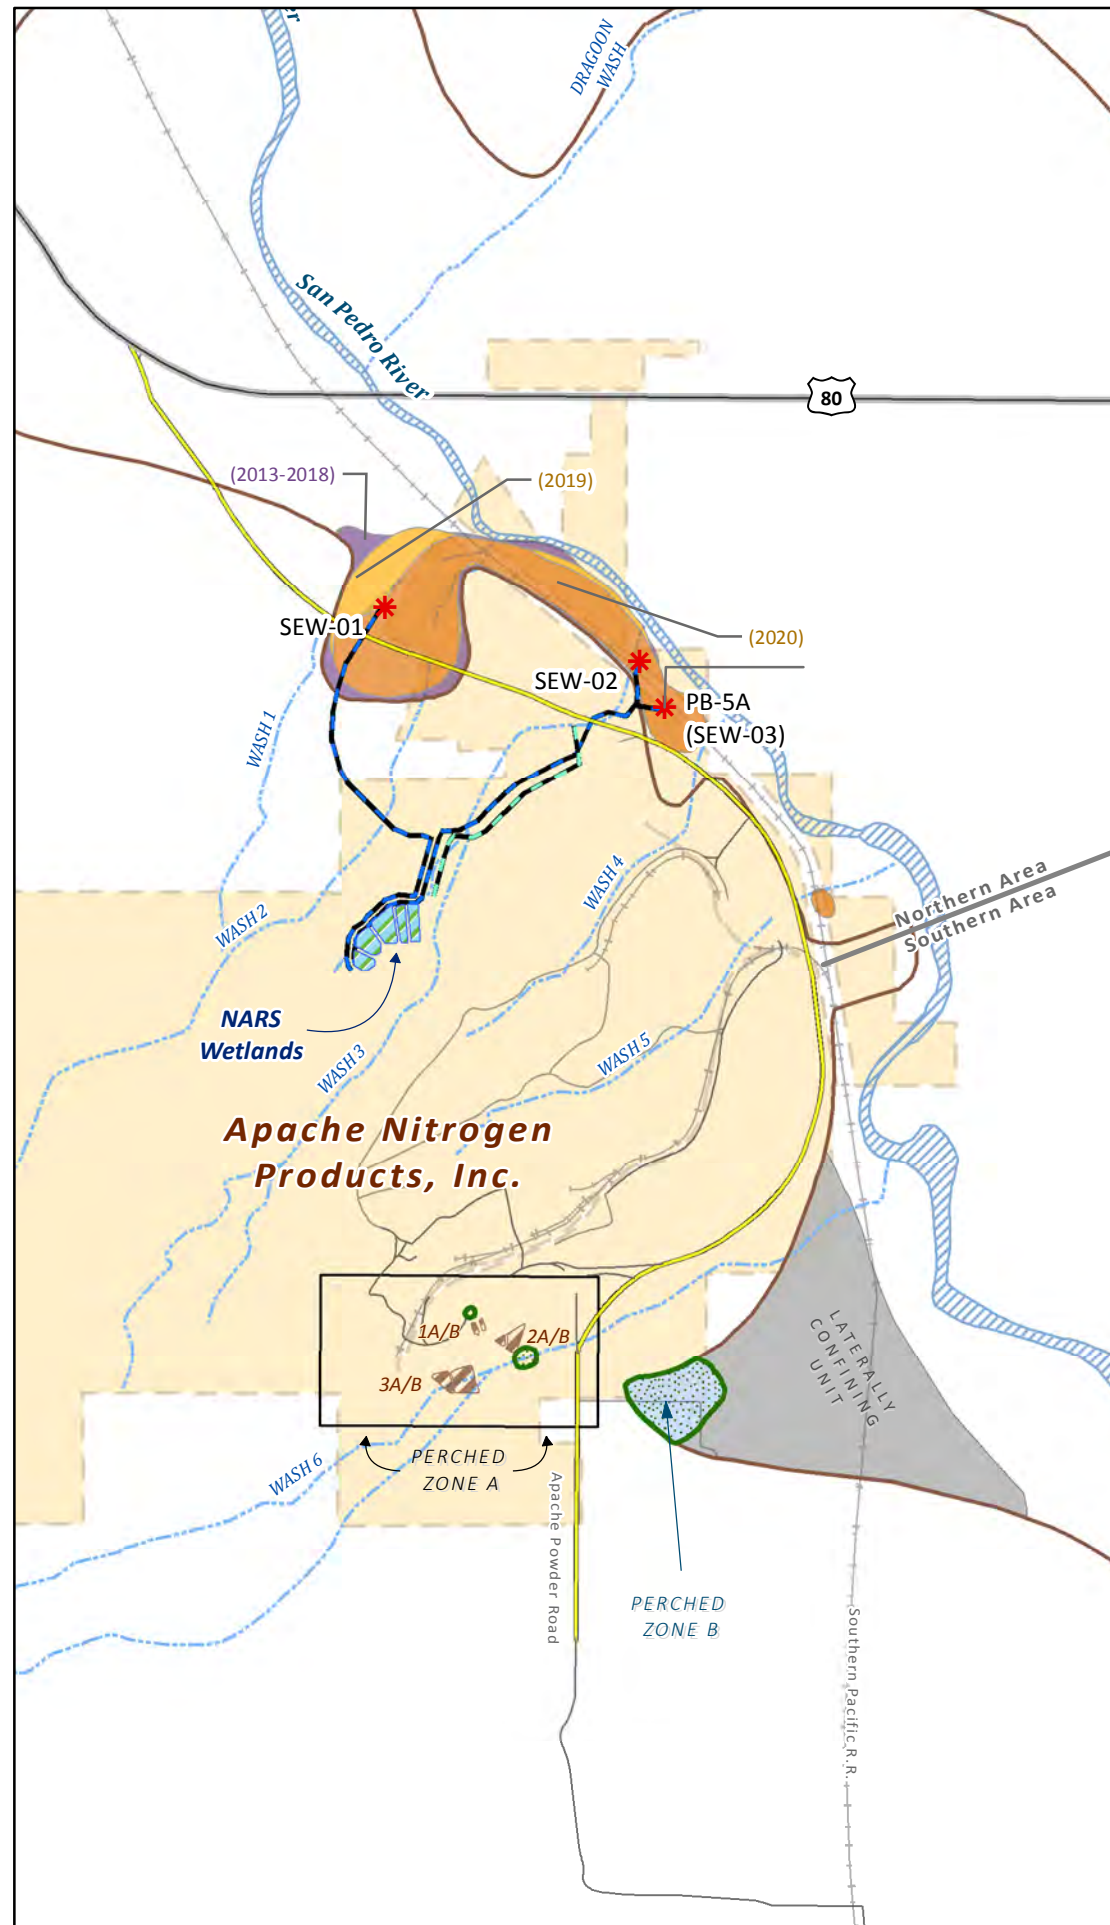 er
DRAGOON
WASH
San Pedro River
80
(2013-2018)
(2019)
SEW-01
(2020)
SEW-02
PB-5A
(SEW-03)
WASH 1
WASH 4
WASH 2
Northern Area
Southern Area
NARS
Wetlands
WASH 3
WASH 5
Apache Nitrogen
Products, Inc.
1A/B
2A/B
3A/B
LATERALLY
CONFINING
UNIT
PERCHED
ZONE A
WASH 6
Apache Powder Road
PERCHED
ZONE B
Southern Pacific R.R.